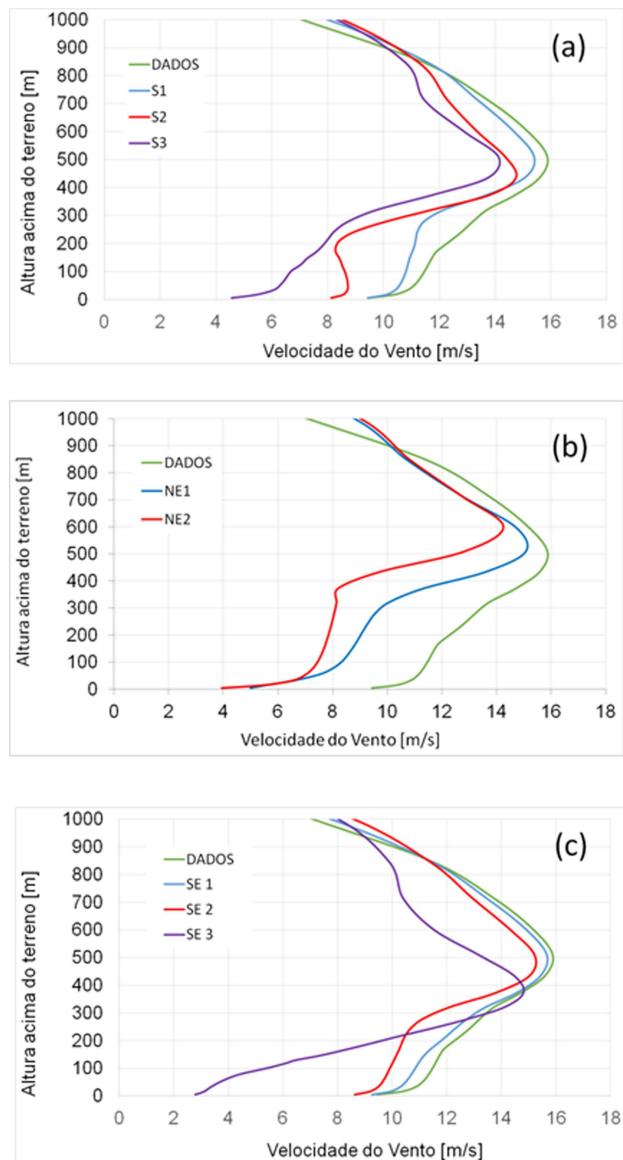 (a)
Altura acima do terreno [m]
1000
900
800
700
600
500
400
300
200
100
0
DADOS
S1
S2
S3
0 2 4 6 8 10 12 14 16 18
Velocidade do Vento [m/s]
(b)
Altura acima do terreno [m]
1000
900
800
700
600
500
400
300
200
100
0
DADOS
NE1
NE2
0 2 4 6 8 10 12 14 16 18
Velocidade do Vento [m/s]
(c)
Altura acima do terreno [m]
1000
900
800
700
600
500
400
300
200
100
0
DADOS
SE 1
SE 2
SE 3
0 2 4 6 8 10 12 14 16 18
Velocidade do Vento [m/s]